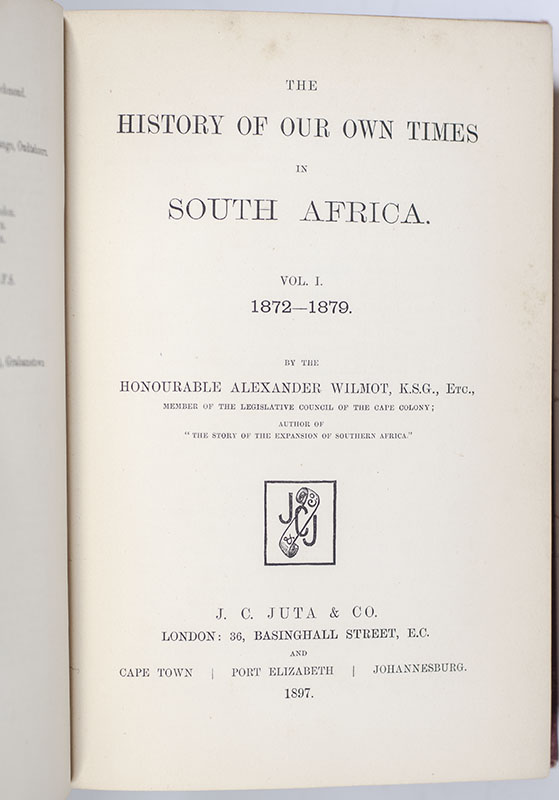 THE
HISTORY OF OUR OWN TIMES
IN
SOUTH AFRICA.
VOL. I.
1872—1879.
BY THE
HONOURABLE ALEXANDER WILMOT, K.S.G., Etc.,
MEMBER OF THE LEGISLATIVE COUNCIL OF THE CAPE COLONY;
AUTHOR OF
"THE STORY OF THE EXPANSION OF SOUTHERN AFRICA."
J C & J
J. C. JUTA & CO.
LONDON: 36, BASINGHALL STREET, E.C.
AND
CAPE TOWN | PORT ELIZABETH | JOHANNESBURG.
1897.